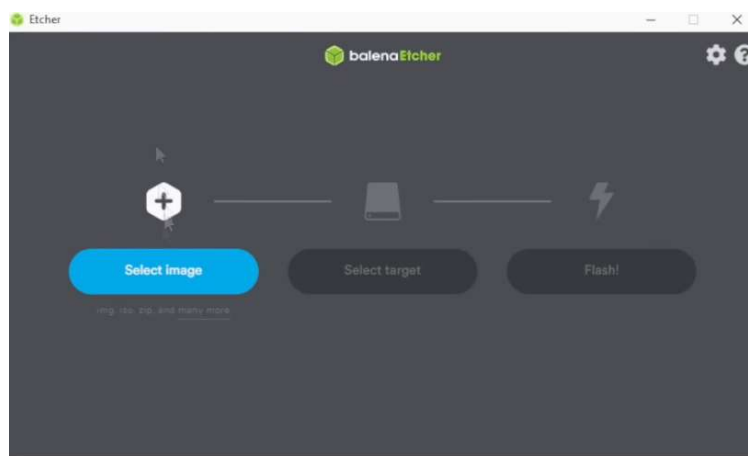 Etcher
balenaEtcher
Select image
Select target
Flash!
img, iso, zip, and many more